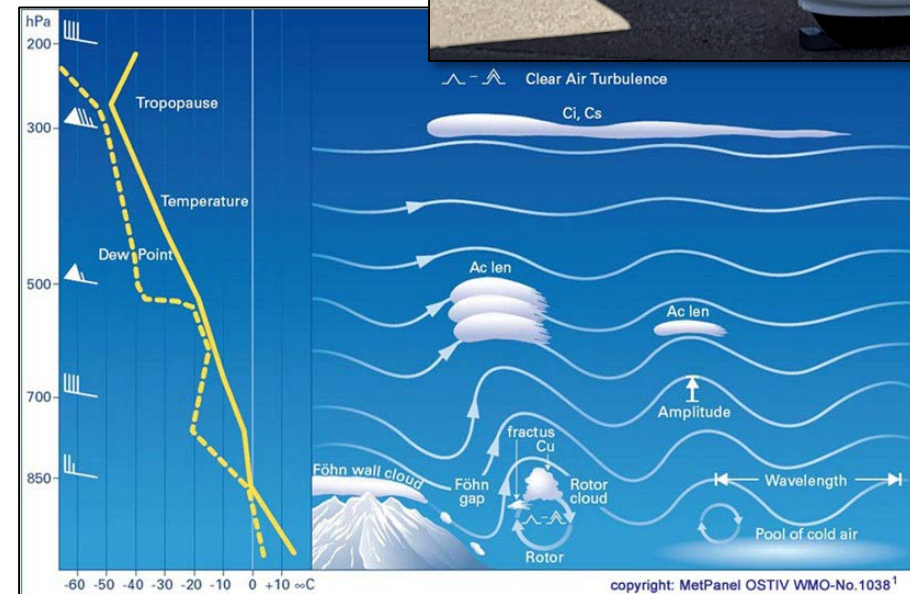 hPa
200
300
500
700
850
Tropopause
Temperature
Dew Point
-60 -50 -40 -30 -20 -10 0 +10 ∞C
Clear Air Turbulence
Ci, Cs
Ac len
Ac len
Amplitude
fractus
Cu
Föhn wall cloud
Föhn
gap
Rotor
cloud
Wavelength
Pool of cold air
Rotor
copyright: MetPanel OSTIV WMO-No.1038¹